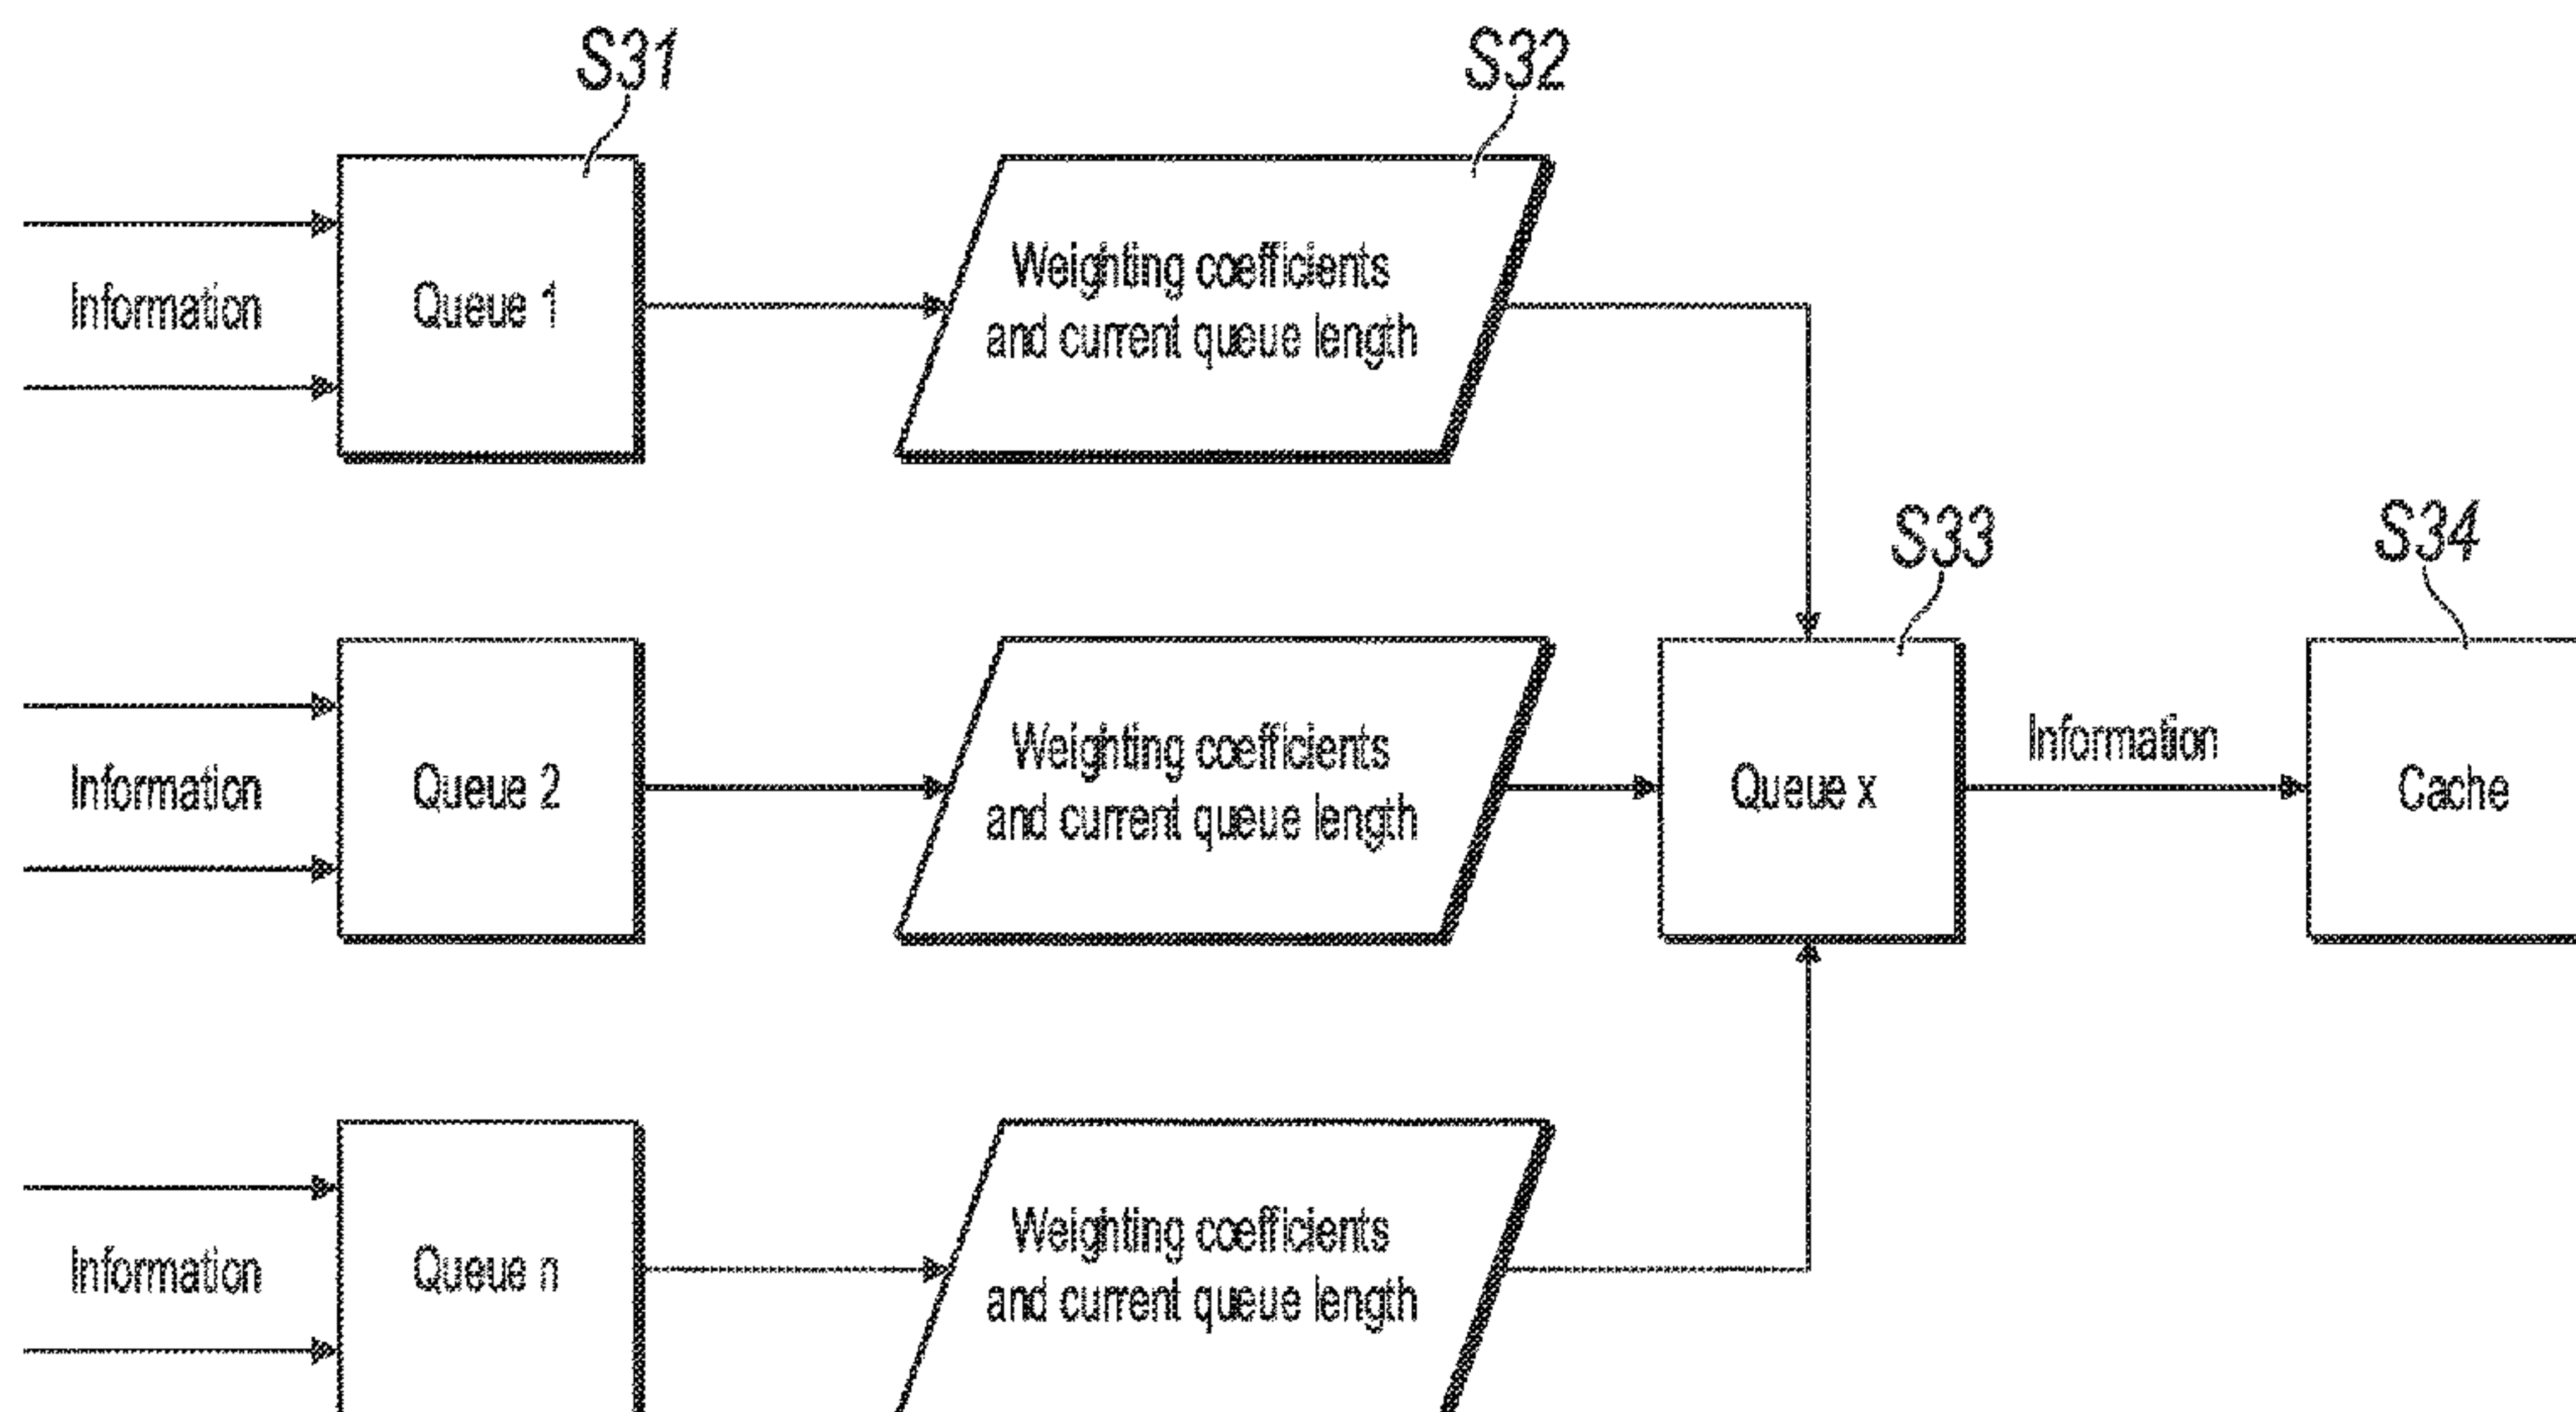 S31
S32
Information
Queue 1
Weighting coefficients
and current queue length
S33
S34
Information
Queue 2
Weighting coefficients
and current queue length
Queue x
Information
Cache
Information
Queue n
Weighting coefficients
and current queue length